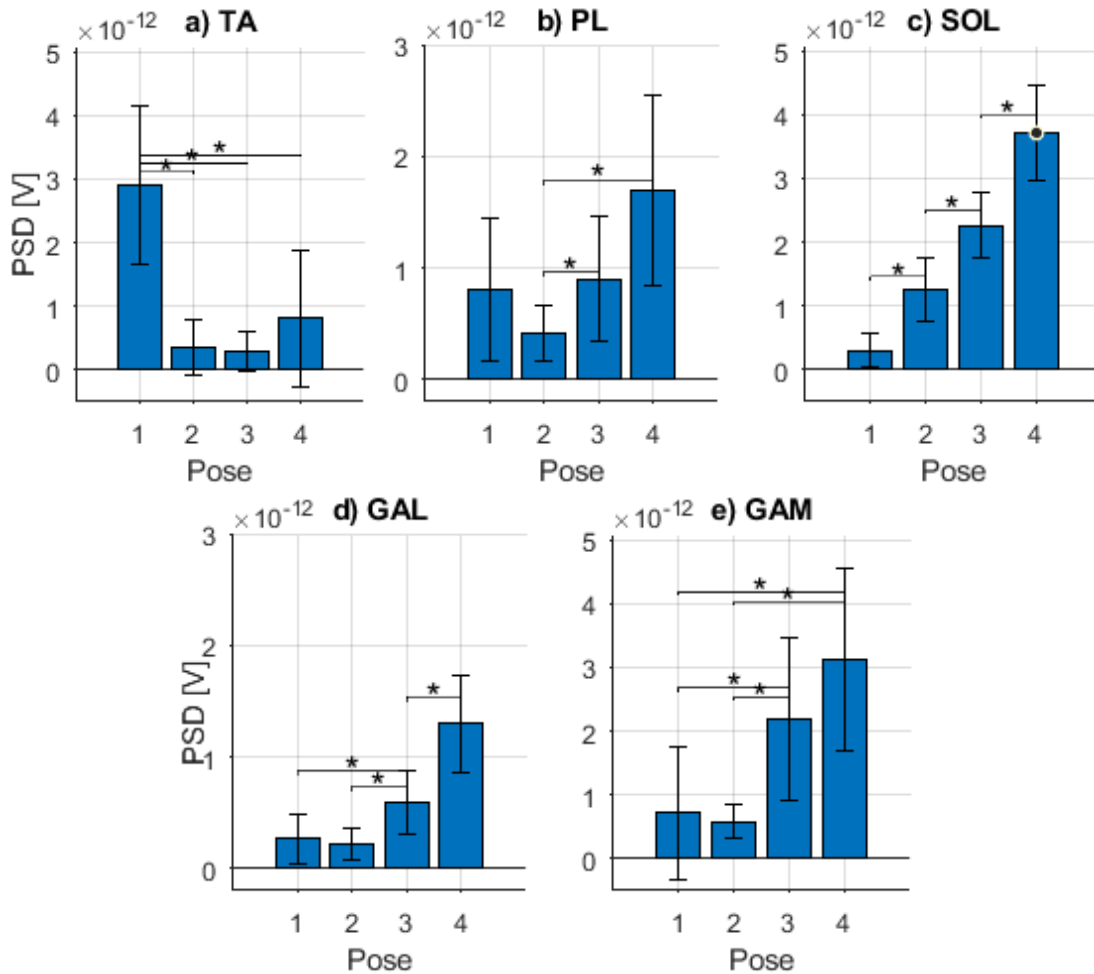 ×10-12 a) TA
×10-12 b) PL
×10-12 c) SOL
PSD [V]
5
4
3
2
1
0
* * *
1 2 3 4
Pose
3
2
1
0
*
*
1 2 3 4
Pose
5
4
3
2
1
0
*
*
*
1 2 3 4
Pose
×10-12 d) GAL
×10-12 e) GAM
PSD [V]
3
2
1
0
*
*
*
1 2 3 4
Pose
5
4
3
2
1
0
*
*
*
*
1 2 3 4
Pose